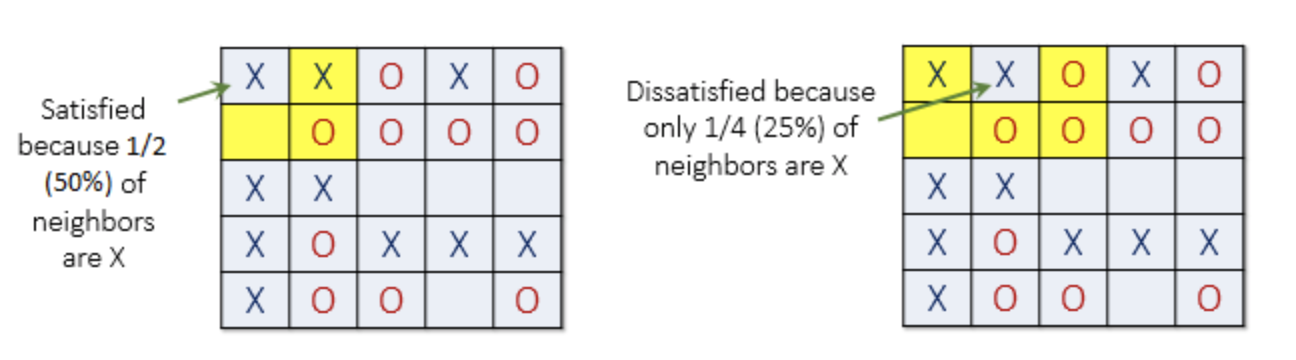 Satisfied
because 1/2
(50%) of
neighbors
are X
X X O X O
O O O O
X X
X O X X X
X O O O
Dissatisfied because
only 1/4 (25%) of
neighbors are X
X X O X O
O O O O
X X
X O X X X
X O O O